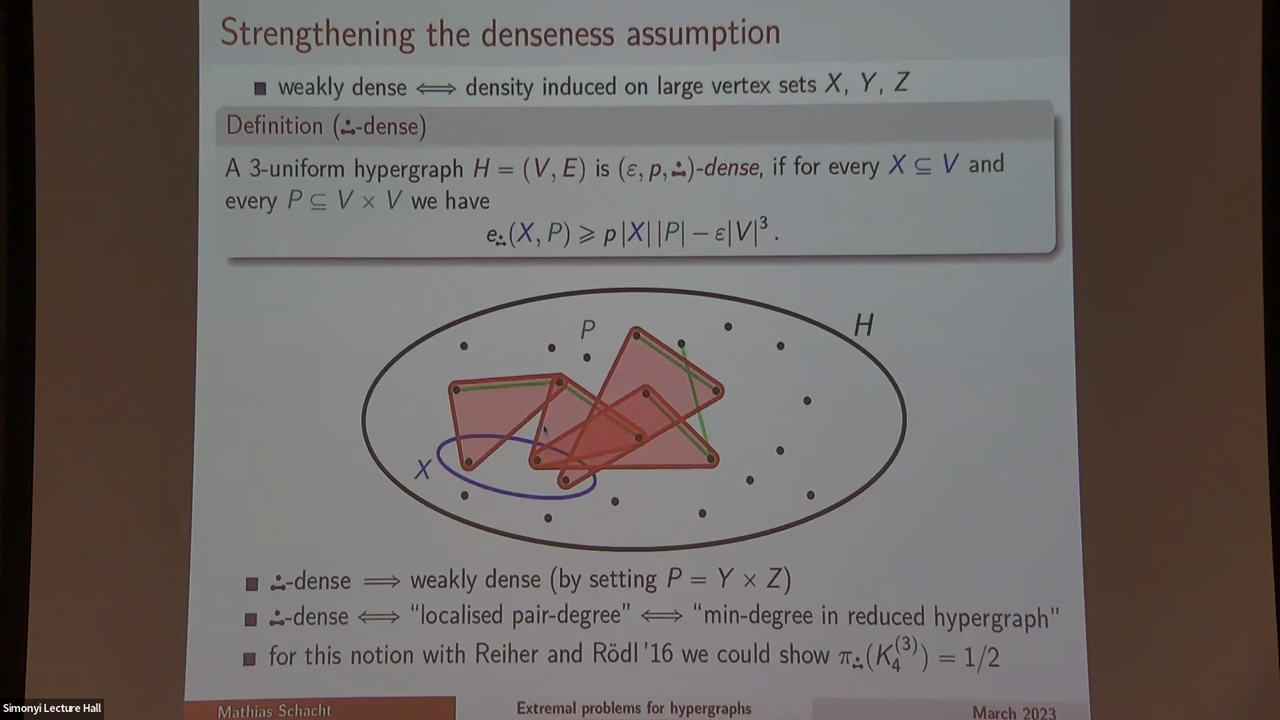 Strengthening the denseness assumption
■ weakly dense ⟺ density induced on large vertex sets X, Y, Z
Definition (∴-dense)
A 3-uniform hypergraph H = (V, E) is (ε, p, ∴)-dense, if for every X ⊆ V and
every P ⊆ V × V we have
e∴(X, P) ⩾ p |X| |P| − ε|V|³ .
P
H
X
■ ∴-dense ⟹ weakly dense (by setting P = Y × Z)
■ ∴-dense ⟺ "localised pair-degree" ⟺ "min-degree in reduced hypergraph"
■ for this notion with Reiher and Rödl '16 we could show π∴(K₄⁽³⁾) = 1/2
Mathias Schacht Extremal problems for hypergraphs March 2023
Simonyi Lecture Hall